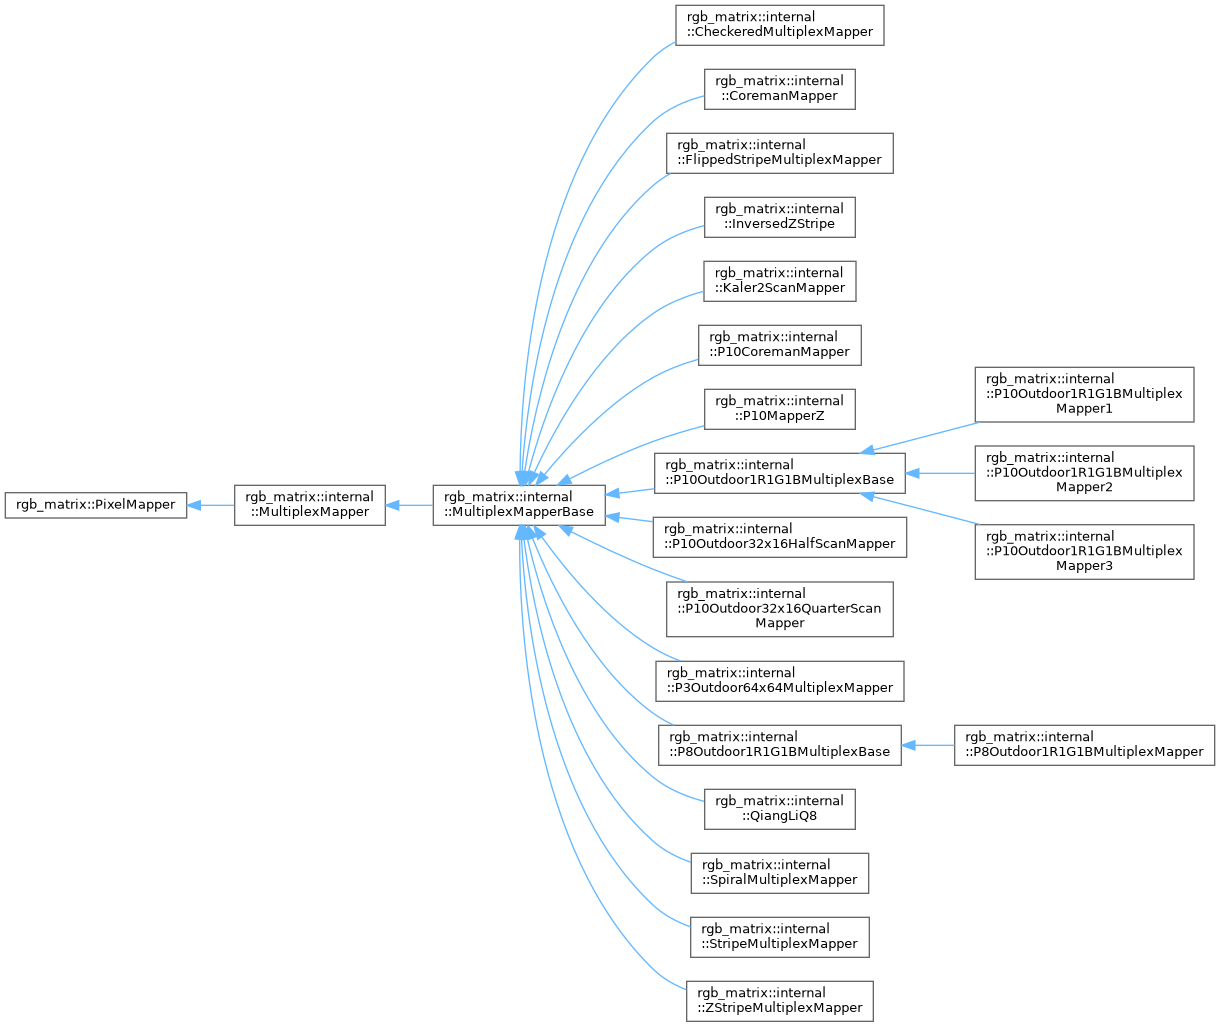 rgb_matrix::PixelMapper
rgb_matrix::internal
::MultiplexMapper
rgb_matrix::internal
::MultiplexMapperBase
rgb_matrix::internal
::CheckeredMultiplexMapper
rgb_matrix::internal
::CoremanMapper
rgb_matrix::internal
::FlippedStripeMultiplexMapper
rgb_matrix::internal
::InversedZStripe
rgb_matrix::internal
::Kaler2ScanMapper
rgb_matrix::internal
::P10CoremanMapper
rgb_matrix::internal
::P10MapperZ
rgb_matrix::internal
::P10Outdoor1R1G1BMultiplexBase
rgb_matrix::internal
::P10Outdoor1R1G1BMultiplex
Mapper1
rgb_matrix::internal
::P10Outdoor1R1G1BMultiplex
Mapper2
rgb_matrix::internal
::P10Outdoor1R1G1BMultiplex
Mapper3
rgb_matrix::internal
::P10Outdoor32x16HalfScanMapper
rgb_matrix::internal
::P10Outdoor32x16QuarterScan
Mapper
rgb_matrix::internal
::P3Outdoor64x64MultiplexMapper
rgb_matrix::internal
::P8Outdoor1R1G1BMultiplexBase
rgb_matrix::internal
::P8Outdoor1R1G1BMultiplexMapper
rgb_matrix::internal
::QiangLiQ8
rgb_matrix::internal
::SpiralMultiplexMapper
rgb_matrix::internal
::StripeMultiplexMapper
rgb_matrix::internal
::ZStripeMultiplexMapper